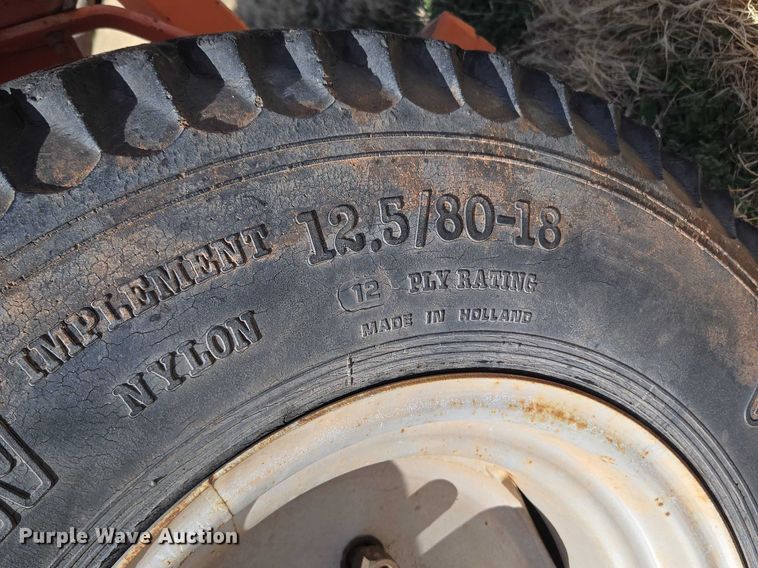 IMPLEMENT 12.5/80-18
NYLON
12 PLY RATING
MADE IN HOLLAND
Purple Wave Auction